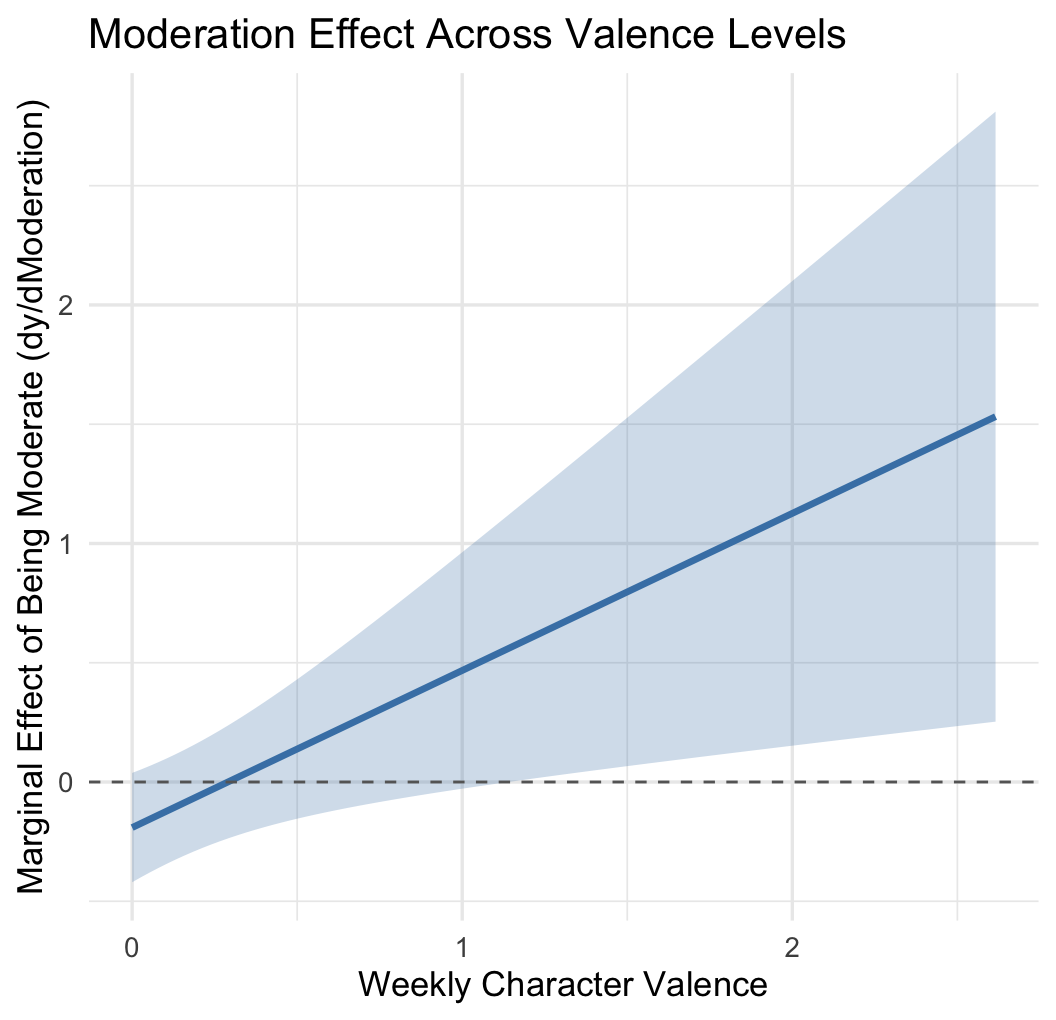 Moderation Effect Across Valence Levels
Marginal Effect of Being Moderate (dy/dModeration)
2
1
0
0
1
2
Weekly Character Valence